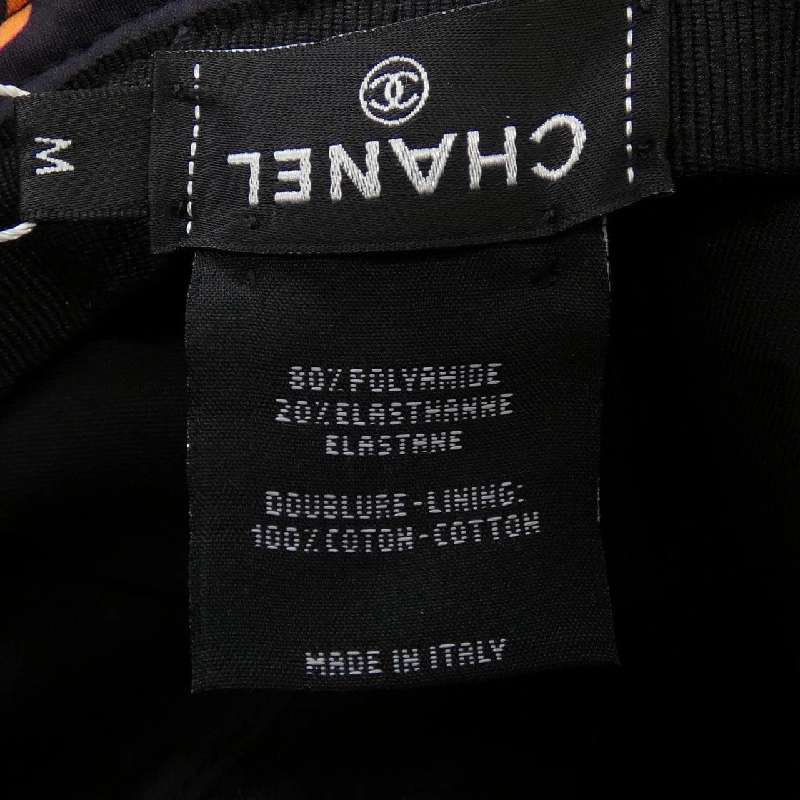 CHANEL
M
80% POLYAMIDE
20% ELASTHANNE
ELASTANE
DOUBLURE-LINING:
100% COTON-COTTON
MADE IN ITALY